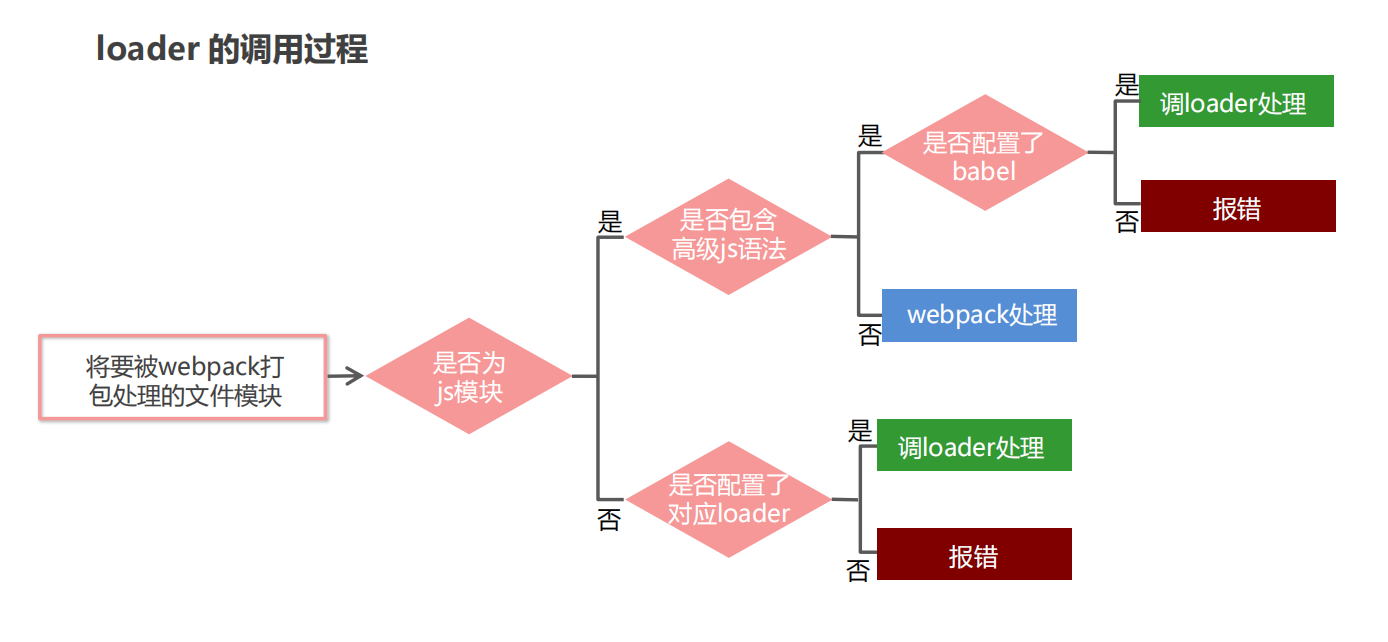 loader 的调用过程
将要被webpack打
包处理的文件模块
是否为
js模块
是
是否包含
高级js语法
是
是否配置了
babel
是
调loader处理
否
报错
否
webpack处理
否
是否配置了
对应loader
是
调loader处理
否
报错